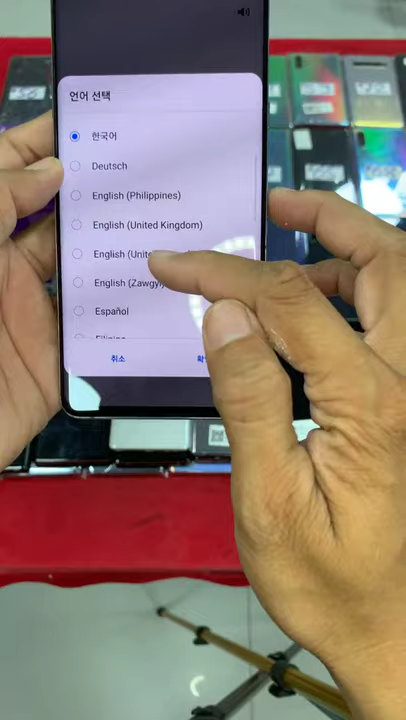 언어 선택
한국어
Deutsch
English (Philippines)
English (United Kingdom)
English
English (Zawgyi)
Español
취소